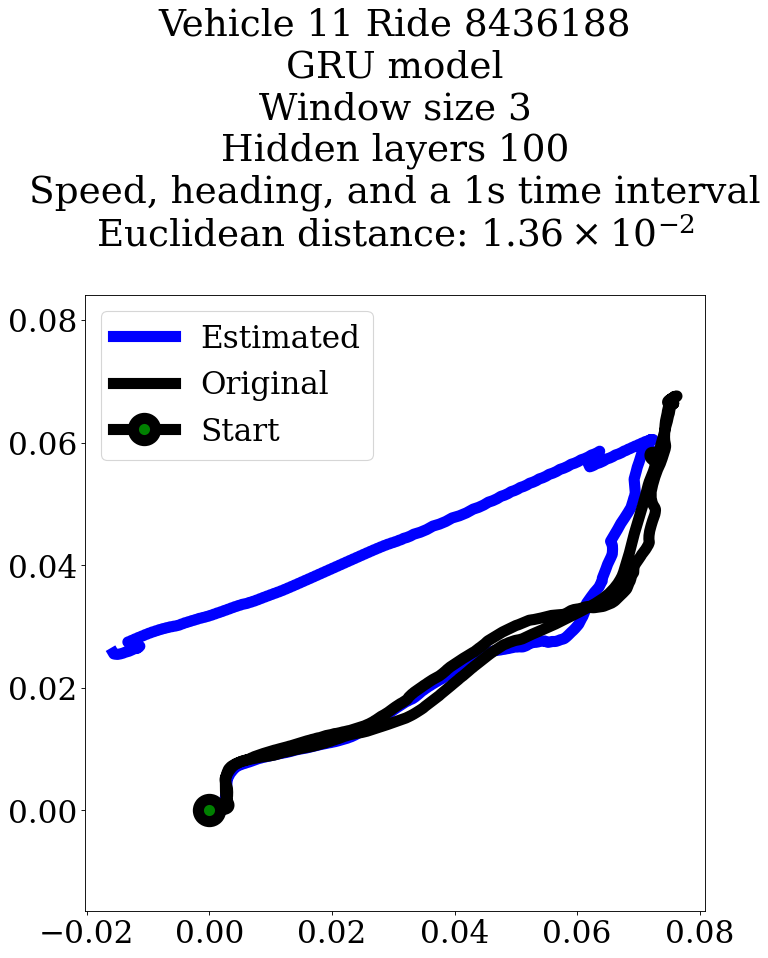 Vehicle 11 Ride 8436188
GRU model
Window size 3
Hidden layers 100
Speed, heading, and a 1s time interval
Euclidean distance: 1.36 × 10⁻²
0.08
Estimated
Original
Start
0.06
0.04
0.02
0.00
−0.02 0.00 0.02 0.04 0.06 0.08